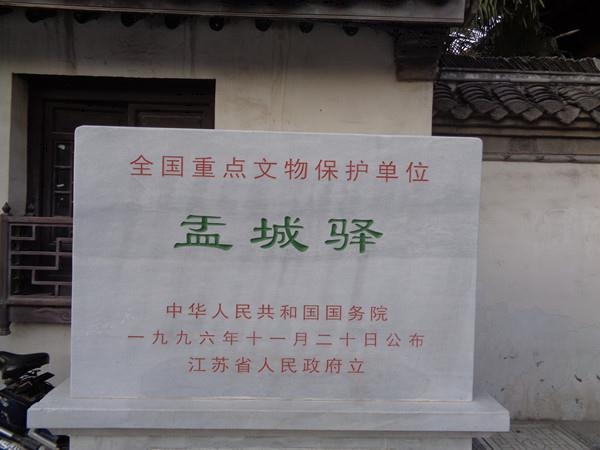 全国重点文物保护单位
盂城驿
中华人民共和国国务院
一九九六年十一月二十日公布
江苏省人民政府立